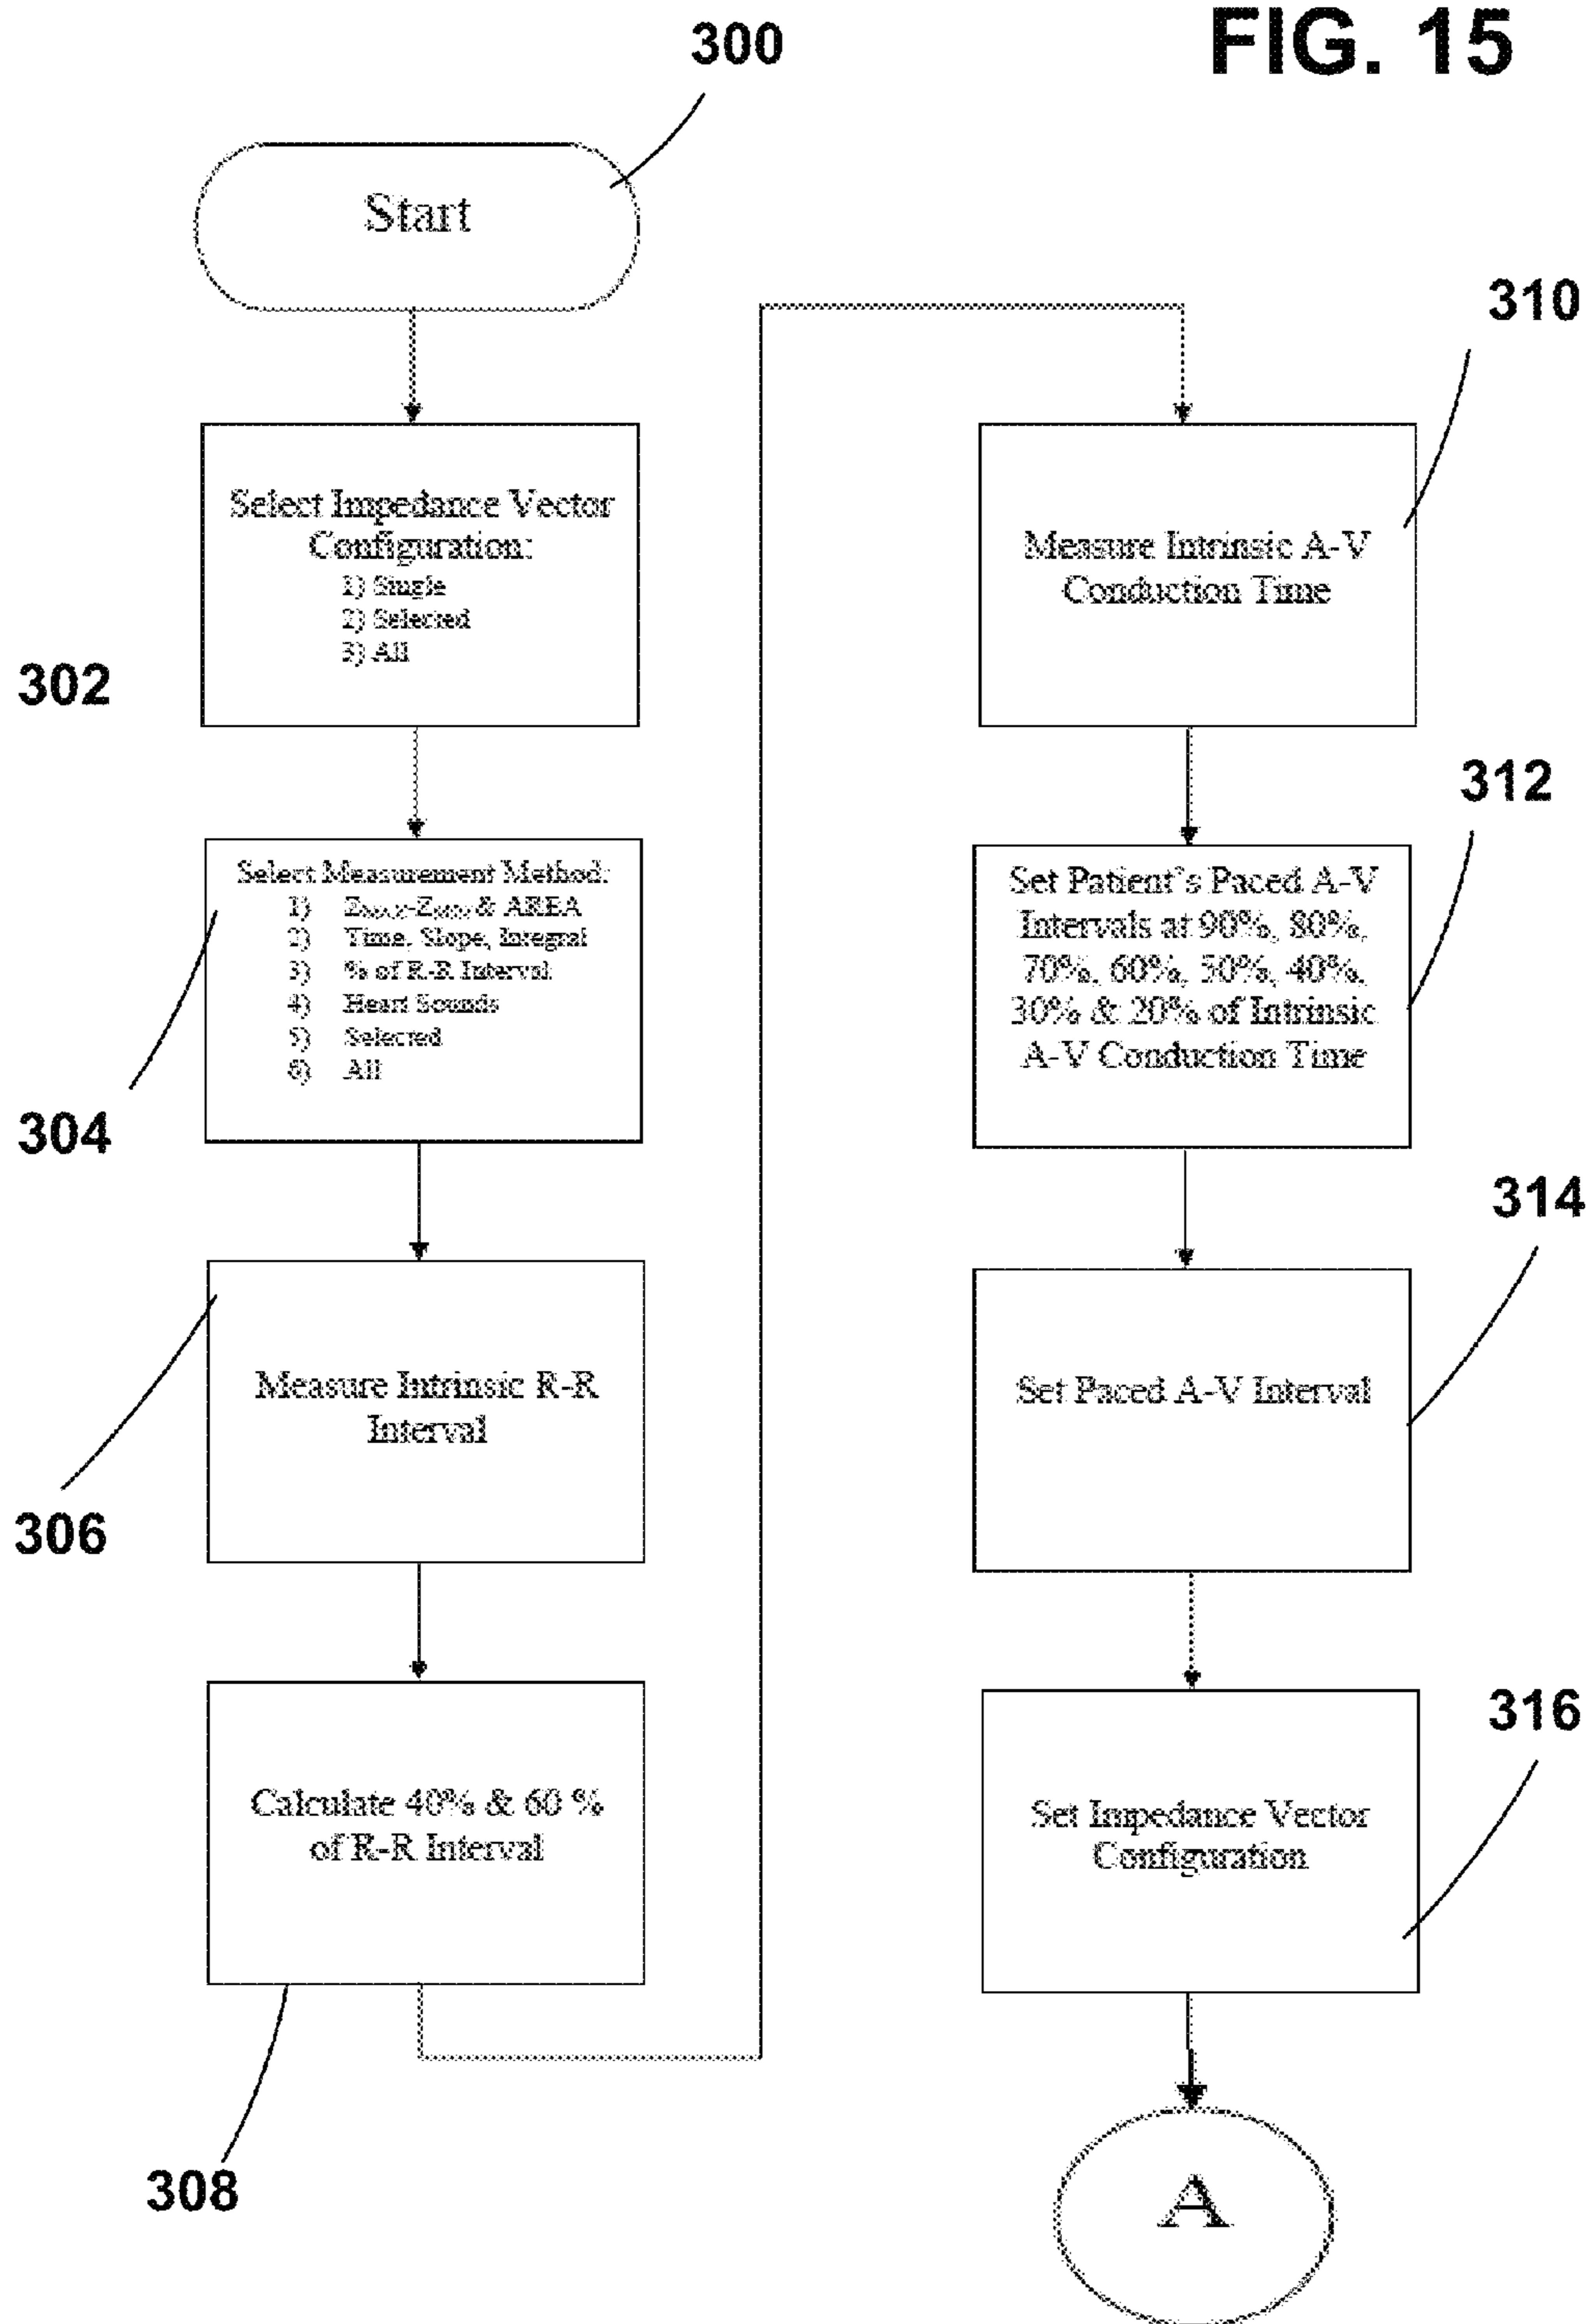 FIG. 15
300
Start
302
Select Impedance Vector
Configuration:
1) Single
2) Selected
3) All
304
Select Measurement Method:
1) ZMAX-ZMIN & AREA
2) Time, Slope, Integral
3) % of R-R Interval
4) Heart Sounds
5) Selected
6) All
306
Measure Intrinsic R-R
Interval
308
Calculate 40% & 60 %
of R-R Interval
310
Measure Intrinsic A-V
Conduction Time
312
Set Patient's Paced A-V
Intervals at 90%, 80%,
70%, 60%, 50%, 40%,
30% & 20% of Intrinsic
A-V Conduction Time
314
Set Paced A-V Interval
316
Set Impedance Vector
Configuration
A